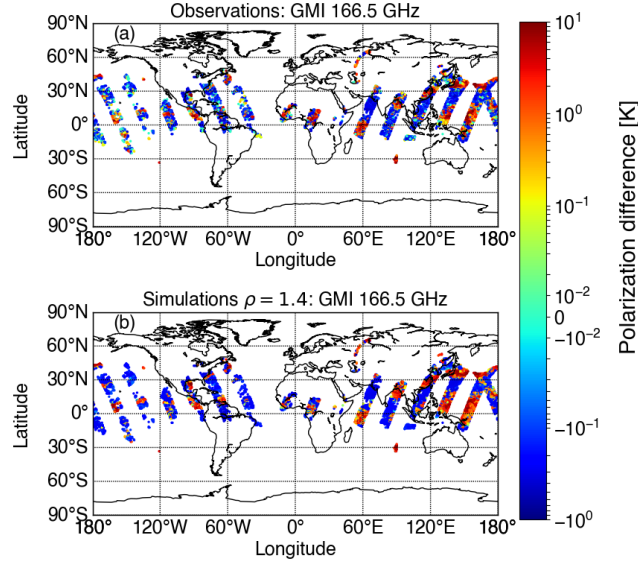 Observations: GMI 166.5 GHz
(a)
90°N
60°N
30°N
0°
30°S
60°S
90°S
Latitude
180° 120°W 60°W 0° 60°E 120°E 180°
Longitude
Simulations ρ = 1.4: GMI 166.5 GHz
(b)
90°N
60°N
30°N
0°
30°S
60°S
90°S
Latitude
180° 120°W 60°W 0° 60°E 120°E 180°
Longitude
10¹
10⁰
10⁻¹
10⁻²
0
−10⁻²
−10⁻¹
−10⁰
Polarization difference [K]